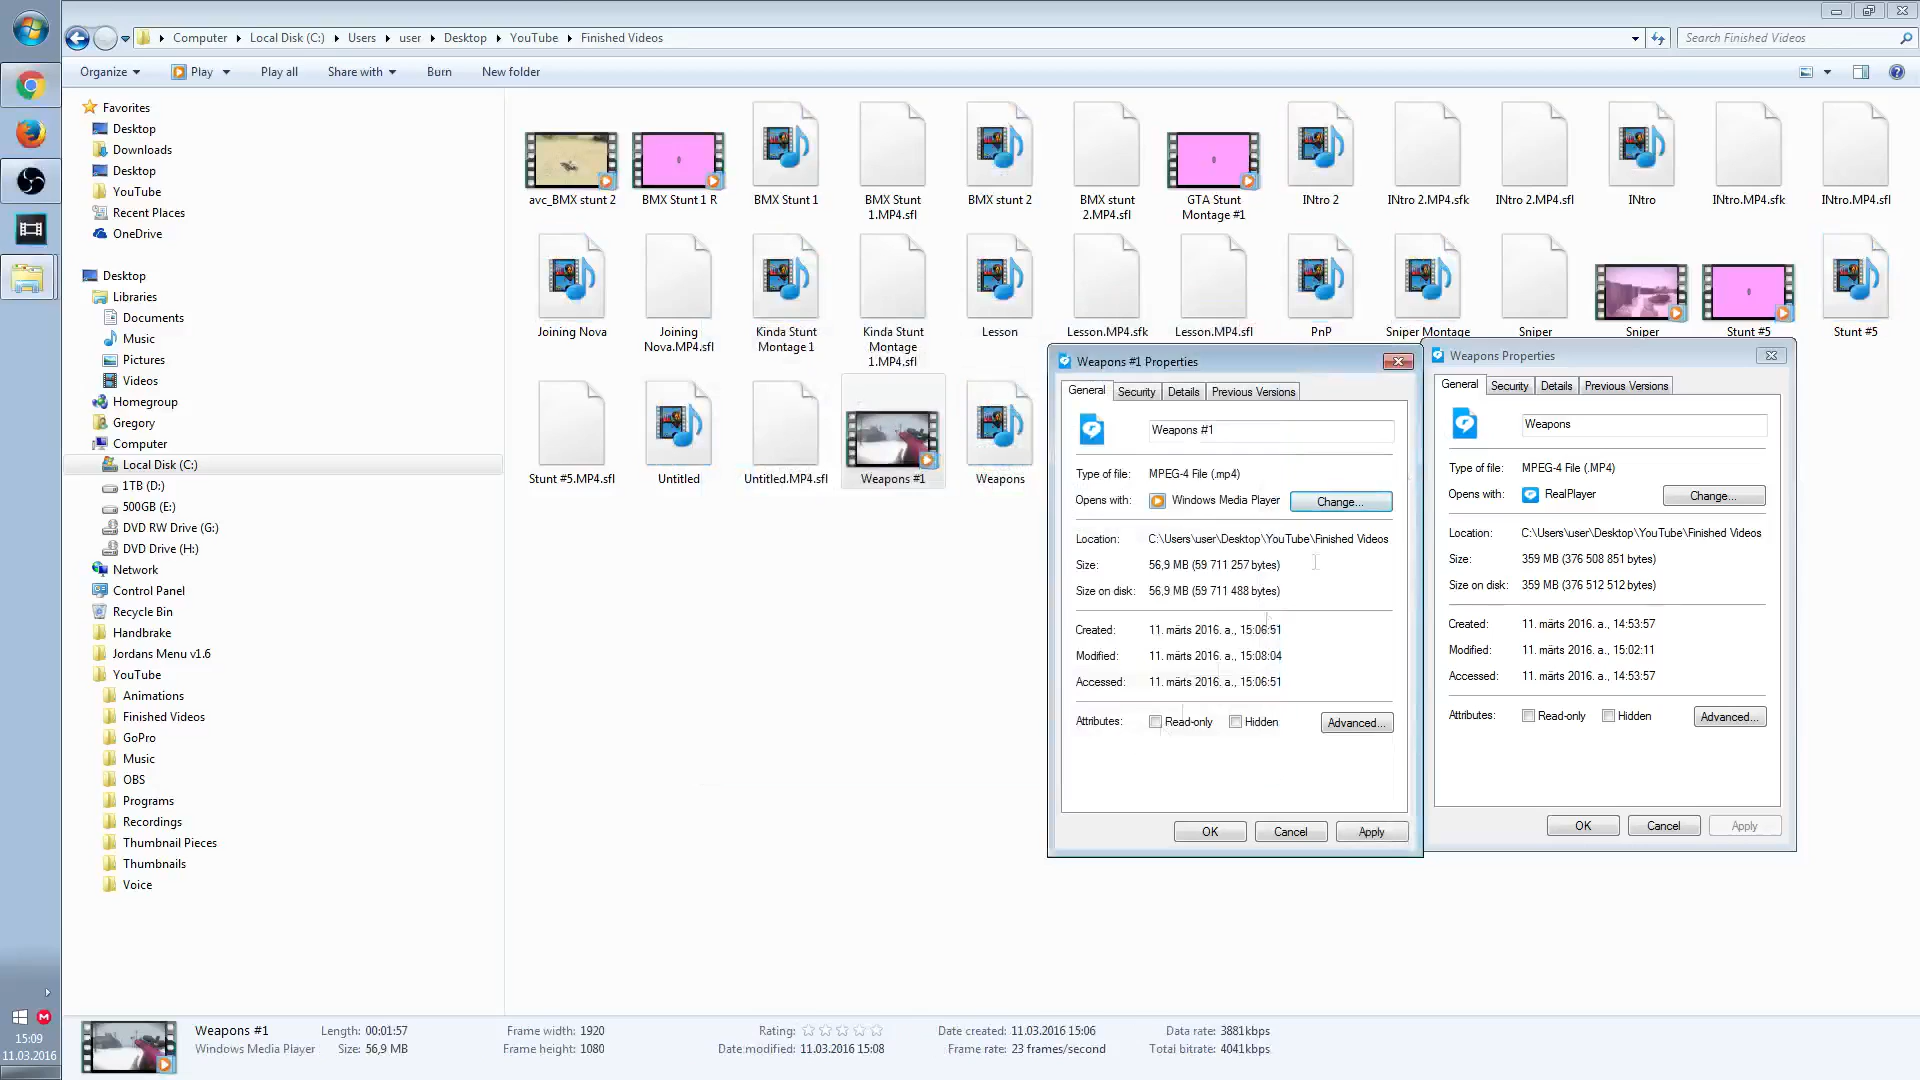 Computer Local Disk (C:) Users user Desktop YouTube Finished Videos
Search Finished Videos
Organize Play Play all Share with Burn New folder
Favorites
Desktop
Downloads
Desktop
YouTube
Recent Places
OneDrive
Desktop
Libraries
Documents
Music
Pictures
Videos
Homegroup
Gregory
Computer
Local Disk (C:)
1TB (D:)
500GB (E:)
DVD RW Drive (G:)
DVD Drive (H:)
Network
Control Panel
Recycle Bin
Handbrake
Jordans Menu v1.6
YouTube
Animations
Finished Videos
GoPro
Music
OBS
Programs
Recordings
Thumbnail Pieces
Thumbnails
Voice
avc_BMX stunt 2
BMX Stunt 1 R
BMX Stunt 1
BMX Stunt
1.MP4.sfl
BMX stunt 2
BMX stunt
2.MP4.sfl
GTA Stunt
Montage #1
INtro 2
INtro 2.MP4.sfk
INtro 2.MP4.sfl
INtro
INtro.MP4.sfk
INtro.MP4.sfl
Joining Nova
Joining
Nova.MP4.sfl
Kinda Stunt
Montage 1
Kinda Stunt
Montage
1.MP4.sfl
Lesson
Lesson.MP4.sfk
Lesson.MP4.sfl
PnP
Sniper Montage
Sniper
Sniper
Stunt #5
Stunt #5
Stunt #5.MP4.sfl
Untitled
Untitled.MP4.sfl
Weapons #1
Weapons
Weapons #1 Properties
General Security Details Previous Versions
Weapons #1
Type of file: MPEG-4 File (.mp4)
Opens with: Windows Media Player Change...
Location: C:\Users\user\Desktop\YouTube\Finished Videos
Size: 56,9 MB (59 711 257 bytes)
Size on disk: 56,9 MB (59 711 488 bytes)
Created: 11. márts 2016. a., 15:06:51
Modified: 11. márts 2016. a., 15:08:04
Accessed: 11. márts 2016. a., 15:06:51
Attributes: Read-only Hidden Advanced...
OK Cancel Apply
Weapons Properties
General Security Details Previous Versions
Weapons
Type of file: MPEG-4 File (.MP4)
Opens with: RealPlayer Change...
Location: C:\Users\user\Desktop\YouTube\Finished Videos
Size: 359 MB (376 508 851 bytes)
Size on disk: 359 MB (376 512 512 bytes)
Created: 11. márts 2016. a., 14:53:57
Modified: 11. márts 2016. a., 15:02:11
Accessed: 11. márts 2016. a., 14:53:57
Attributes: Read-only Hidden Advanced...
OK Cancel Apply
15:09
11.03.2016
Weapons #1 Length: 00:01:57 Frame width: 1920 Rating: Date created: 11.03.2016 15:06 Data rate: 3881kbps
Windows Media Player Size: 56,9 MB Frame height: 1080 Date modified: 11.03.2016 15:08 Frame rate: 23 frames/second Total bitrate: 4041kbps